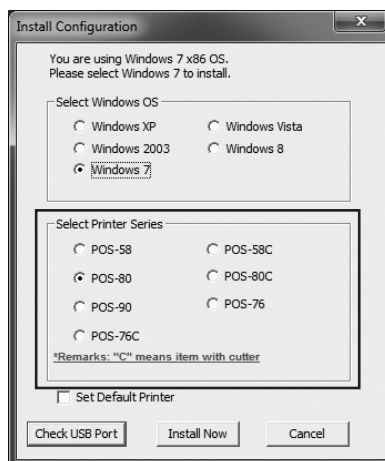 Install Configuration
x
You are using Windows 7 x86 OS.
Please select Windows 7 to install.
Select Windows OS
Windows XP Windows Vista
Windows 2003 Windows 8
Windows 7
Select Printer Series
POS-58 POS-58C
POS-80 POS-80C
POS-90 POS-76
POS-76C
*Remarks: "C" means item with cutter
Set Default Printer
Check USB Port Install Now Cancel